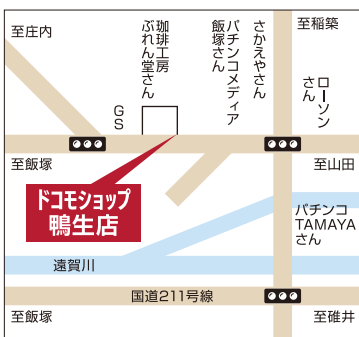 至庄内
珈琲工房
ぶれん堂さん
パチンコメディア
飯塚さん
さかえやさん
至稲築
ローソン
さん
GS
至飯塚
至山田
ドコモショップ
鴨生店
パチンコ
TAMAYA
さん
遠賀川
国道211号線
至飯塚
至碓井